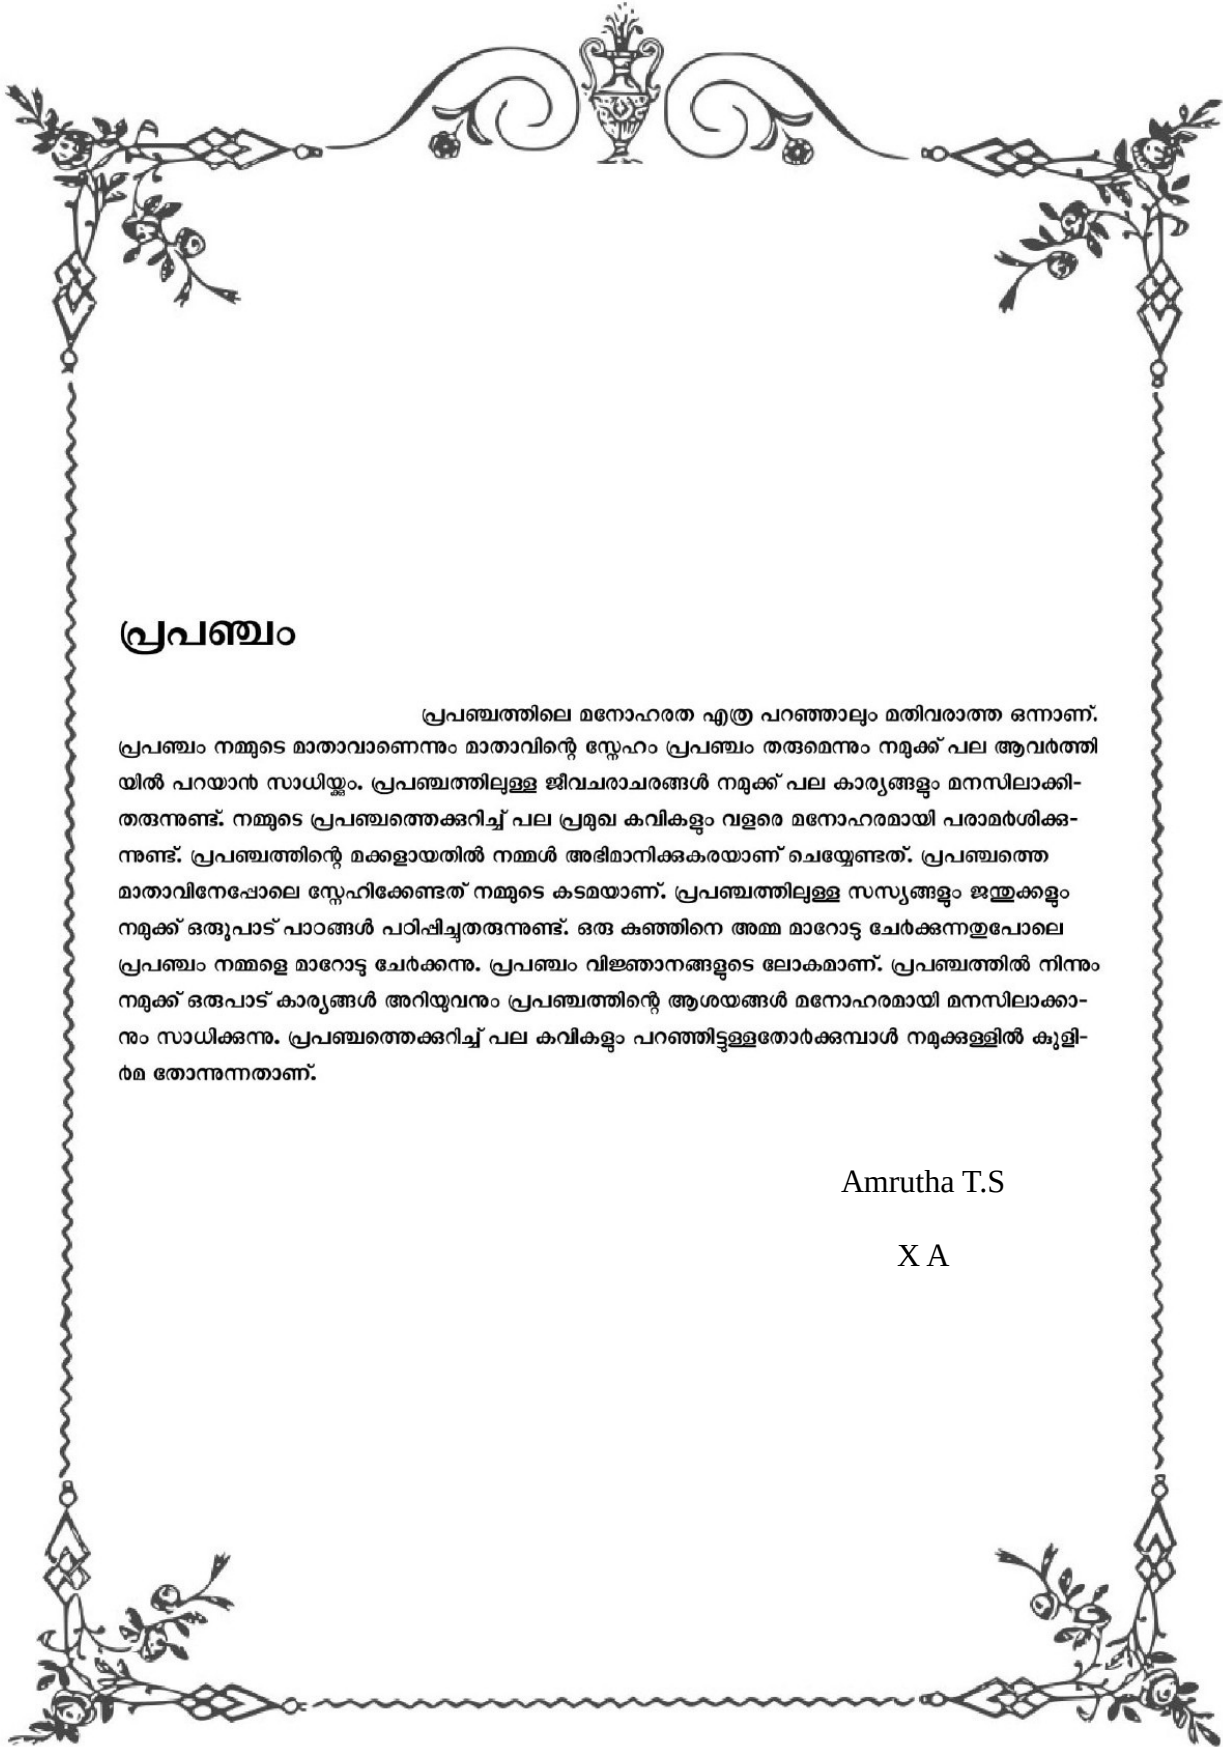 പ്രപഞ്ചം
പ്രപഞ്ചത്തിലെ മനോഹരത എത്ര പറഞ്ഞാലും മതിവരാത്ത ഒന്നാണ്.
പ്രപഞ്ചം നമ്മുടെ മാതാവാണെന്നും മാതാവിന്റെ സ്നേഹം പ്രപഞ്ചം തരുമെന്നും നമുക്ക് പല ആവർത്തി
യിൽ പറയാൻ സാധിയ്ക്കും. പ്രപഞ്ചത്തിലുള്ള ജീവചരാചരങ്ങൾ നമുക്ക് പല കാര്യങ്ങളും മനസിലാക്കി-
തരുന്നുണ്ട്. നമ്മുടെ പ്രപഞ്ചത്തെക്കുറിച്ച് പല പ്രമുഖ കവികളും വളരെ മനോഹരമായി പരാമർശിക്കു-
ന്നുണ്ട്. പ്രപഞ്ചത്തിന്റെ മക്കളായതിൽ നമ്മൾ അഭിമാനിക്കുകരയാണ് ചെയ്യേണ്ടത്. പ്രപഞ്ചത്തെ
മാതാവിനേപ്പോലെ സ്നേഹിക്കേണ്ടത് നമ്മുടെ കടമയാണ്. പ്രപഞ്ചത്തിലുള്ള സസ്യങ്ങളും ജന്തുക്കളും
നമുക്ക് ഒരുുപാട് പാഠങ്ങൾ പഠിപ്പിച്ചുതരുന്നുണ്ട്. ഒരു കുഞ്ഞിനെ അമ്മ മാറോടു ചേർക്കുന്നതുപോലെ
പ്രപഞ്ചം നമ്മളെ മാറോടു ചേർക്കന്നു. പ്രപഞ്ചം വിജ്ഞാനങ്ങളുടെ ലോകമാണ്. പ്രപഞ്ചത്തിൽ നിന്നും
നമുക്ക് ഒരുപാട് കാര്യങ്ങൾ അറിയുവനും പ്രപഞ്ചത്തിന്റെ ആശയങ്ങൾ മനോഹരമായി മനസിലാക്കാ-
നും സാധിക്കുന്നു. പ്രപഞ്ചത്തെക്കുറിച്ച് പല കവികളും പറഞ്ഞിട്ടുള്ളതോർക്കുമ്പാൾ നമുക്കുള്ളിൽ കുുളി-
ർമ തോന്നുന്നതാണ്.
Amrutha T.S
X A